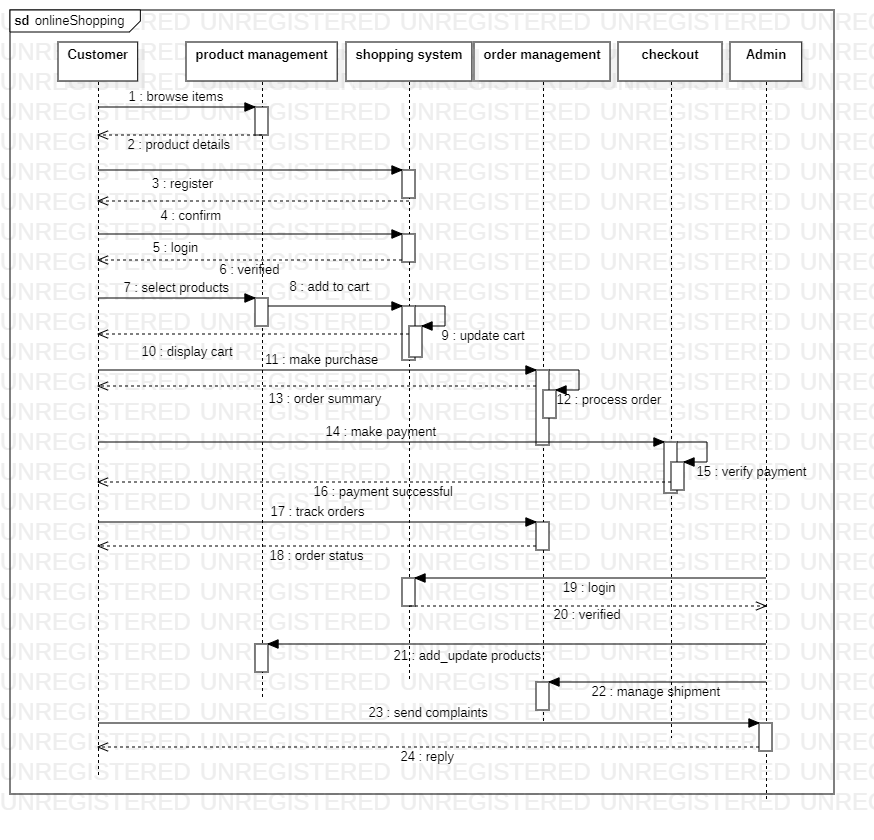 sd onlineShopping
Customer
product management
shopping system
order management
checkout
Admin
1 : browse items
2 : product details
3 : register
4 : confirm
5 : login
6 : verified
7 : select products
8 : add to cart
9 : update cart
10 : display cart
11 : make purchase
13 : order summary
12 : process order
14 : make payment
15 : verify payment
16 : payment successful
17 : track orders
18 : order status
19 : login
20 : verified
21 : add_update products
22 : manage shipment
23 : send complaints
24 : reply
UNREGISTERED